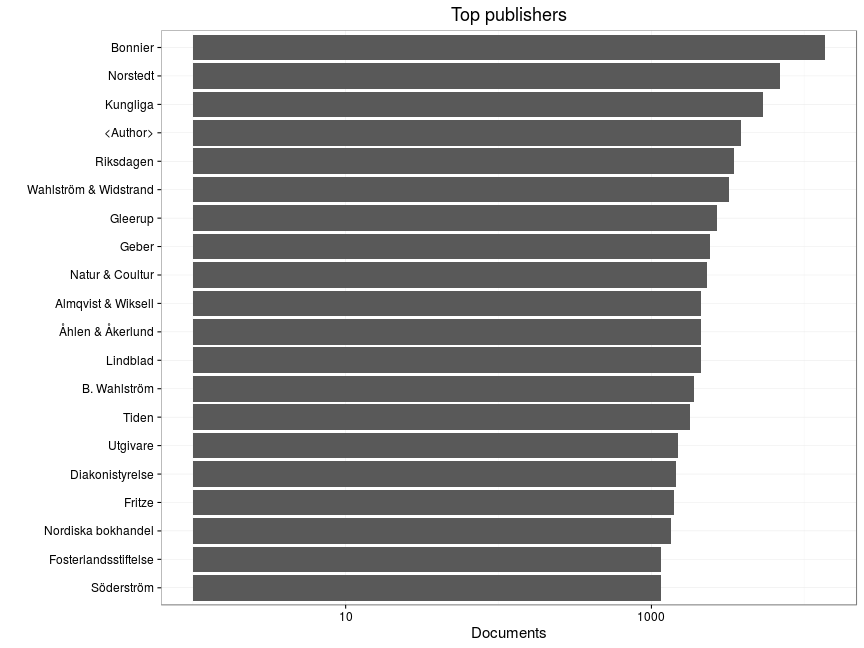 Top publishers
Bonnier
Norstedt
Kungliga
<Author>
Riksdagen
Wahlström & Widstrand
Gleerup
Geber
Natur & Coultur
Almqvist & Wiksell
Åhlen & Åkerlund
Lindblad
B. Wahlström
Tiden
Utgivare
Diakonistyrelse
Fritze
Nordiska bokhandel
Fosterlandsstiftelse
Söderström
10 1000
Documents